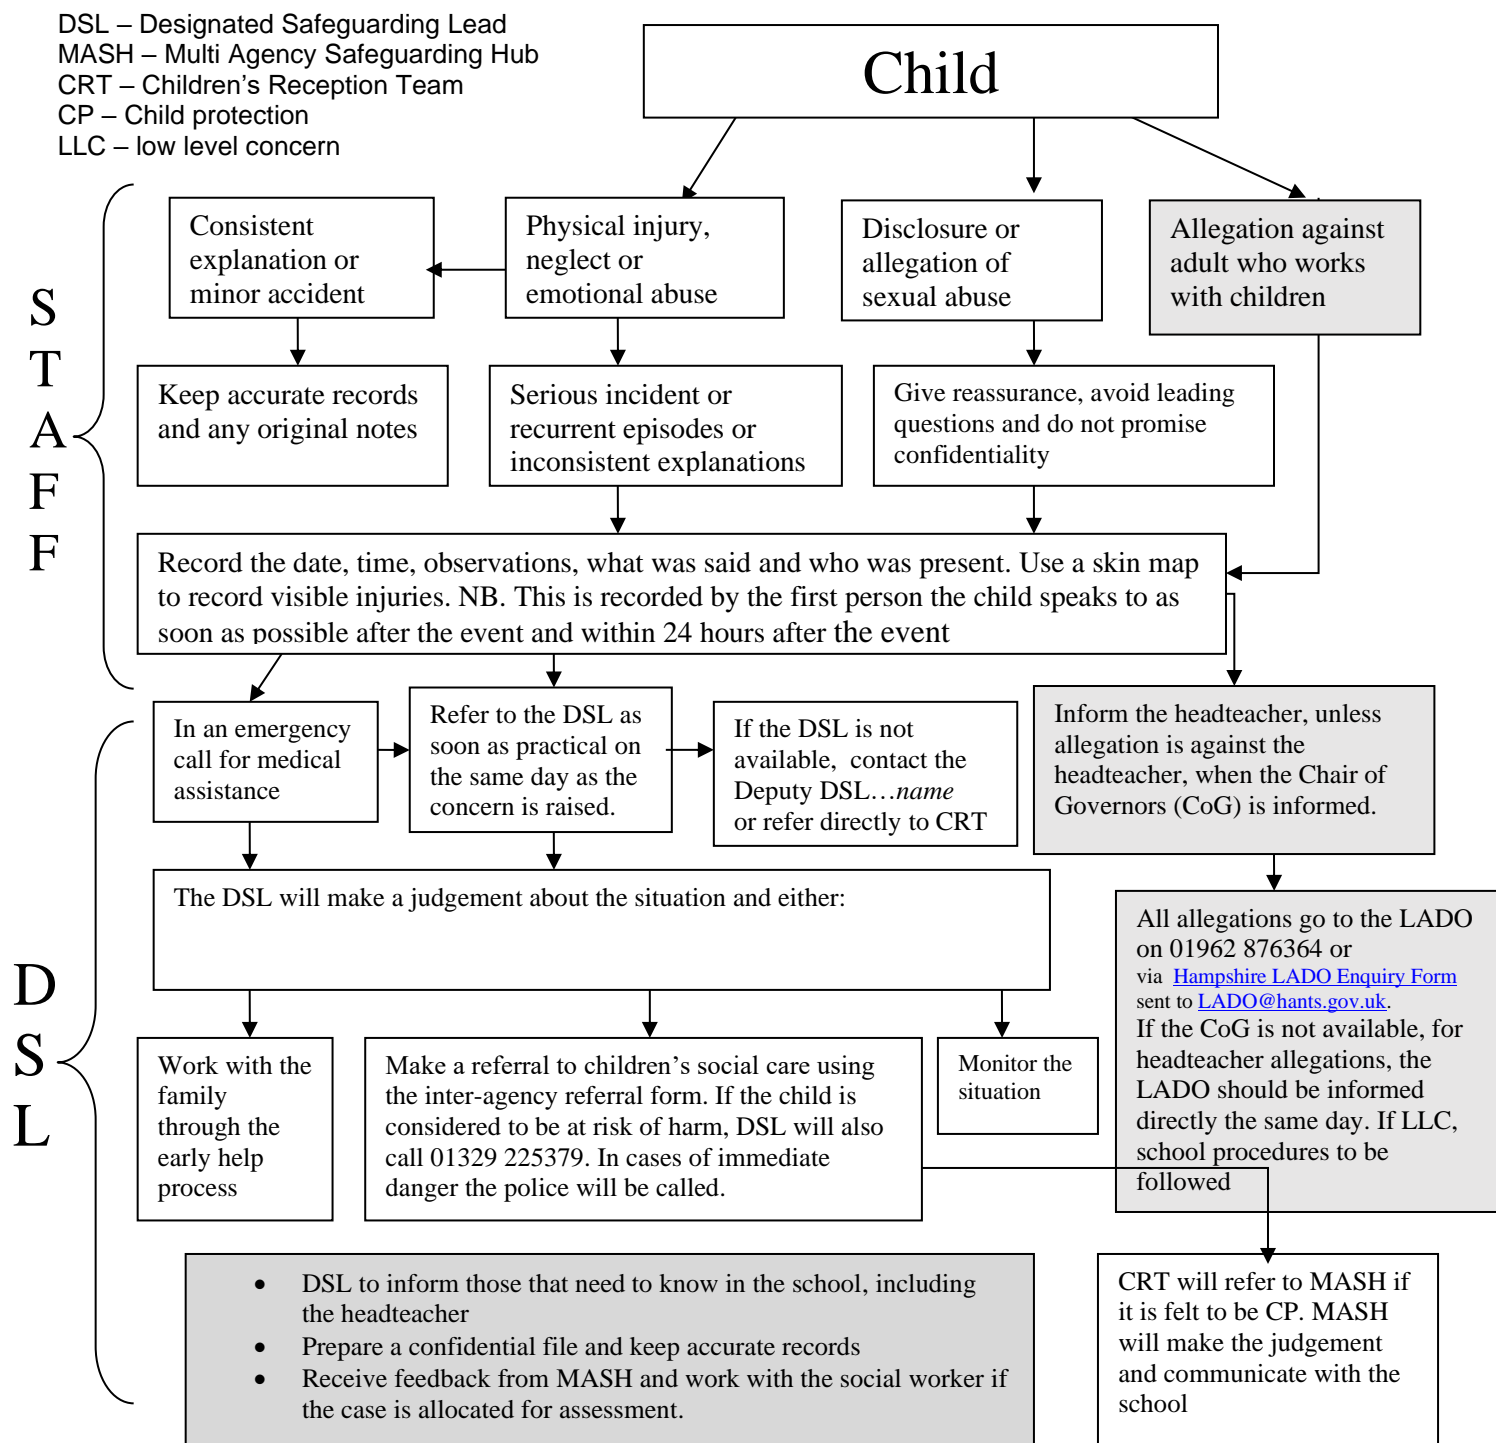 DSL – Designated Safeguarding Lead
MASH – Multi Agency Safeguarding Hub
CRT – Children's Reception Team
CP – Child protection
LLC – low level concern
Child
S
T
A
F
F
Consistent
explanation or
minor accident
Physical injury,
neglect or
emotional abuse
Disclosure or
allegation of
sexual abuse
Allegation against
adult who works
with children
Keep accurate records
and any original notes
Serious incident or
recurrent episodes or
inconsistent explanations
Give reassurance, avoid leading
questions and do not promise
confidentiality
Record the date, time, observations, what was said and who was present. Use a skin map
to record visible injuries. NB. This is recorded by the first person the child speaks to as
soon as possible after the event and within 24 hours after the event
D
S
L
In an emergency
call for medical
assistance
Refer to the DSL as
soon as practical on
the same day as the
concern is raised.
If the DSL is not
available, contact the
Deputy DSL…name
or refer directly to CRT
Inform the headteacher, unless
allegation is against the
headteacher, when the Chair of
Governors (CoG) is informed.
The DSL will make a judgement about the situation and either:
All allegations go to the LADO
on 01962 876364 or
via Hampshire LADO Enquiry Form
sent to LADO@hants.gov.uk.
If the CoG is not available, for
headteacher allegations, the
LADO should be informed
directly the same day. If LLC,
school procedures to be
followed
Work with the
family
through the
early help
process
Make a referral to children's social care using
the inter-agency referral form. If the child is
considered to be at risk of harm, DSL will also
call 01329 225379. In cases of immediate
danger the police will be called.
Monitor the
situation
• DSL to inform those that need to know in the school, including
the headteacher
• Prepare a confidential file and keep accurate records
• Receive feedback from MASH and work with the social worker if
the case is allocated for assessment.
CRT will refer to MASH if
it is felt to be CP. MASH
will make the judgement
and communicate with the
school